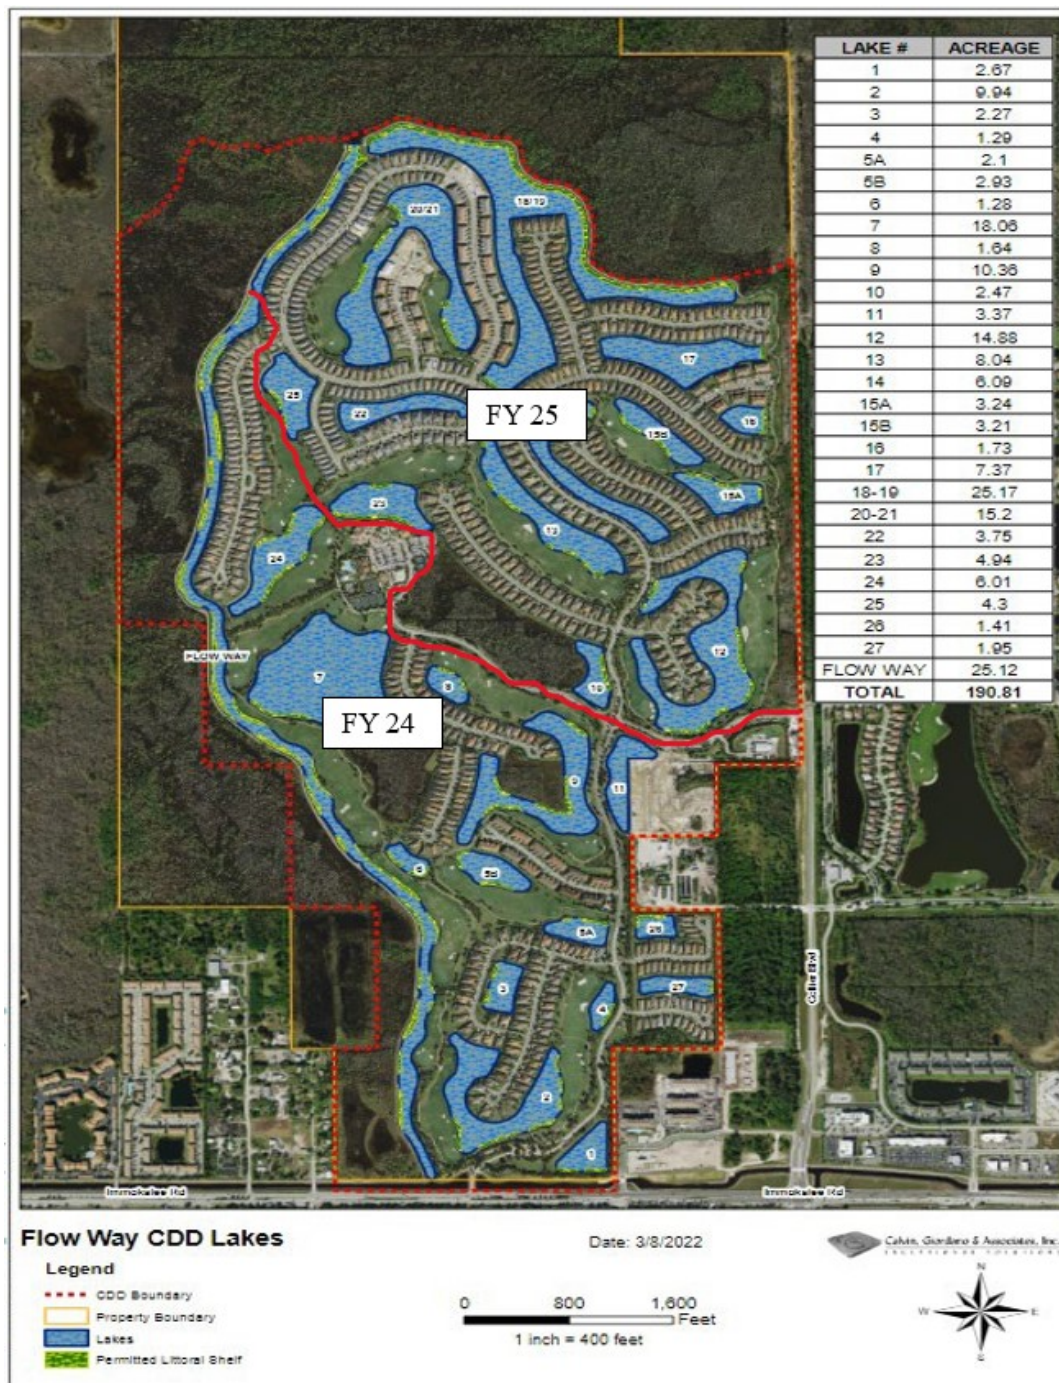 LAKE # ACREAGE
1 2.67
2 9.94
3 2.27
4 1.29
5A 2.1
5B 2.93
6 1.28
7 18.06
8 1.64
9 10.36
10 2.47
11 3.37
12 14.88
13 8.04
14 6.09
15A 3.24
15B 3.21
16 1.73
17 7.37
18-19 25.17
20-21 15.2
22 3.75
23 4.94
24 6.01
25 4.3
26 1.41
27 1.95
FLOW WAY 25.12
TOTAL 190.81
18/19
20/21
17
25
22
FY 25
15B
16
15A
23
13
24
12
FLOW WAY
7
8
10
FY 24
9
11
6
5B
5A
26
3
27
4
2
1
Collier Blvd
Immokalee Rd
Immokalee Rd
Flow Way CDD Lakes
Date: 3/8/2022
Calvin, Giordano & Associates, Inc.
Legend
CDD Boundary
Property Boundary
Lakes
Permitted Littoral Shelf
0 800 1,600
Feet
1 inch = 400 feet
N
W E
S